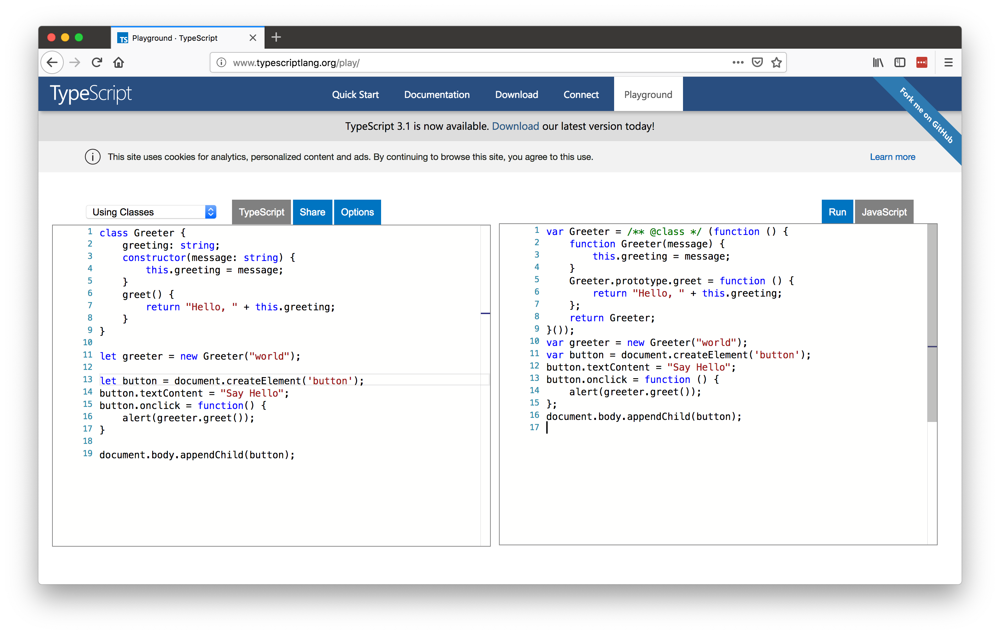 TS Playground · TypeScript
www.typescriptlang.org/play/
TypeScript
Quick Start Documentation Download Connect Playground
Fork me on GitHub
TypeScript 3.1 is now available. Download our latest version today!
This site uses cookies for analytics, personalized content and ads. By continuing to browse this site, you agree to this use.
Learn more
Using Classes TypeScript Share Options
1 class Greeter {
2     greeting: string;
3     constructor(message: string) {
4         this.greeting = message;
5     }
6     greet() {
7         return "Hello, " + this.greeting;
8     }
9 }
10
11 let greeter = new Greeter("world");
12
13 let button = document.createElement('button');
14 button.textContent = "Say Hello";
15 button.onclick = function() {
16     alert(greeter.greet());
17 }
18
19 document.body.appendChild(button);
Run JavaScript
1 var Greeter = /** @class */ (function () {
2     function Greeter(message) {
3         this.greeting = message;
4     }
5     Greeter.prototype.greet = function () {
6         return "Hello, " + this.greeting;
7     };
8     return Greeter;
9 }());
10 var greeter = new Greeter("world");
11 var button = document.createElement('button');
12 button.textContent = "Say Hello";
13 button.onclick = function () {
14     alert(greeter.greet());
15 };
16 document.body.appendChild(button);
17